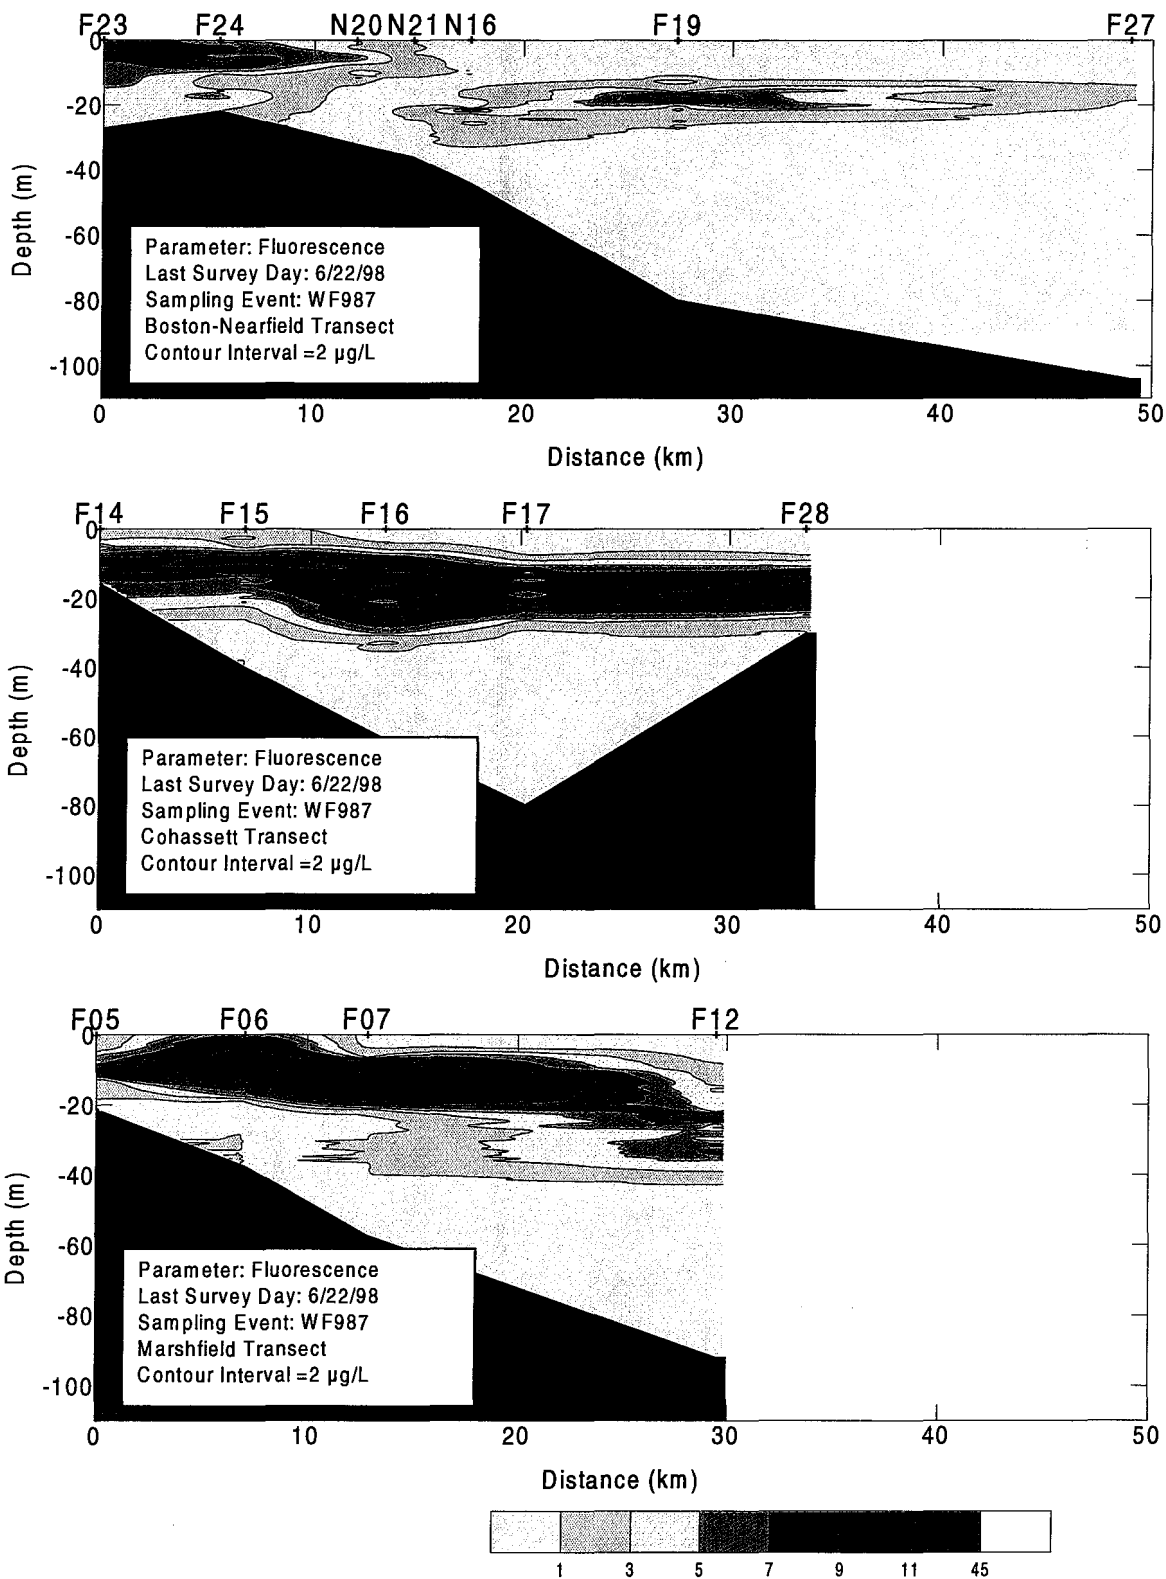 F23 F24 N20 N21 N16 F19 F27
0
-20
-40
-60
-80
-100
Depth (m)
Parameter: Fluorescence
Last Survey Day: 6/22/98
Sampling Event: WF987
Boston-Nearfield Transect
Contour Interval =2 µg/L
0 10 20 30 40 50
Distance (km)
F14 F15 F16 F17 F28
0
-20
-40
-60
-80
-100
Depth (m)
Parameter: Fluorescence
Last Survey Day: 6/22/98
Sampling Event: WF987
Cohassett Transect
Contour Interval =2 µg/L
0 10 20 30 40 50
Distance (km)
F05 F06 F07 F12
0
-20
-40
-60
-80
-100
Depth (m)
Parameter: Fluorescence
Last Survey Day: 6/22/98
Sampling Event: WF987
Marshfield Transect
Contour Interval =2 µg/L
0 10 20 30 40 50
Distance (km)
1 3 5 7 9 11 45